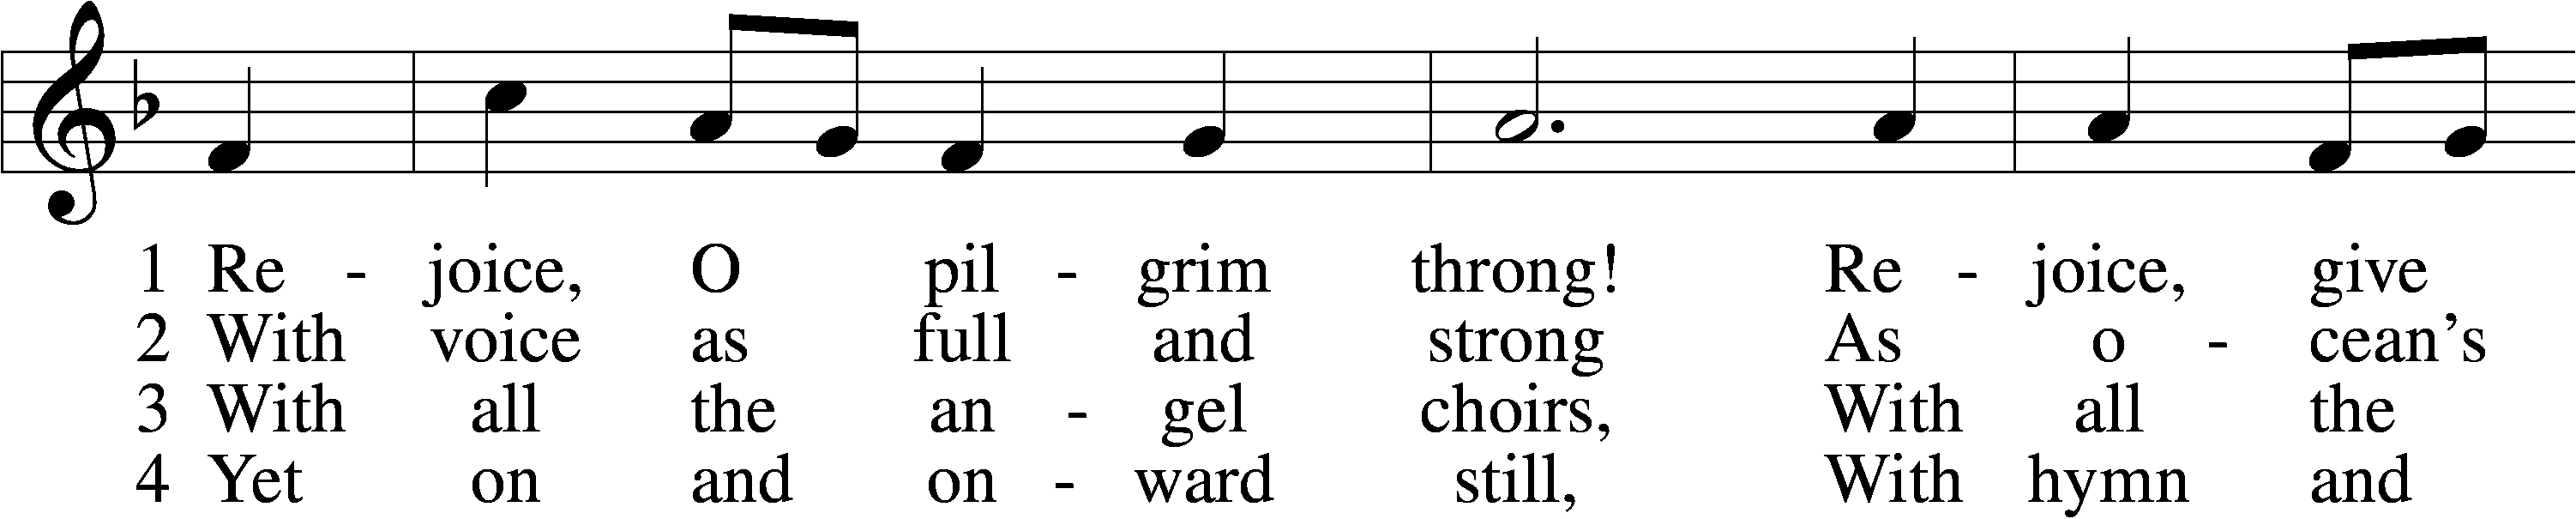 1 Re - joice, O pil - grim throng! Re - joice, give
2 With voice as full and strong As o - cean’s
3 With all the an - gel choirs, With all the
4 Yet on and on - ward still, With hymn and